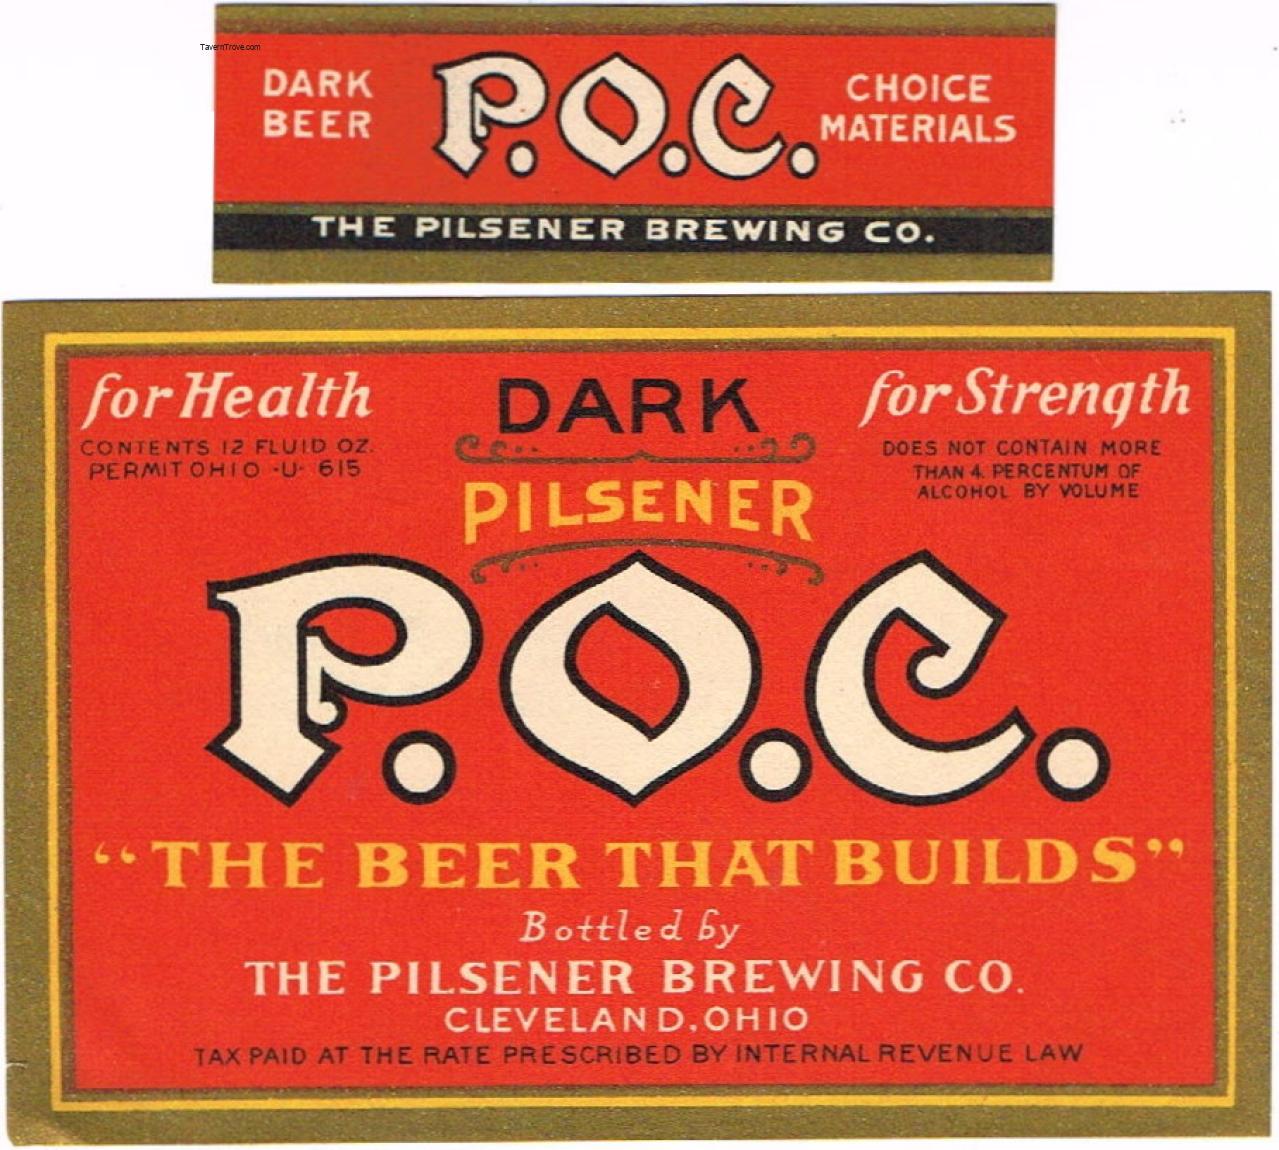 TavernTrove.com
DARK
BEER
P.O.C.
CHOICE
MATERIALS
THE PILSENER BREWING CO.
for Health
CONTENTS 12 FLUID OZ.
PERMIT OHIO -U- 615
DARK
PILSENER
for Strength
DOES NOT CONTAIN MORE
THAN 4. PERCENTUM OF
ALCOHOL BY VOLUME
P.O.C.
“THE BEER THAT BUILDS”
Bottled by
THE PILSENER BREWING CO.
CLEVELAND, OHIO
TAX PAID AT THE RATE PRESCRIBED BY INTERNAL REVENUE LAW